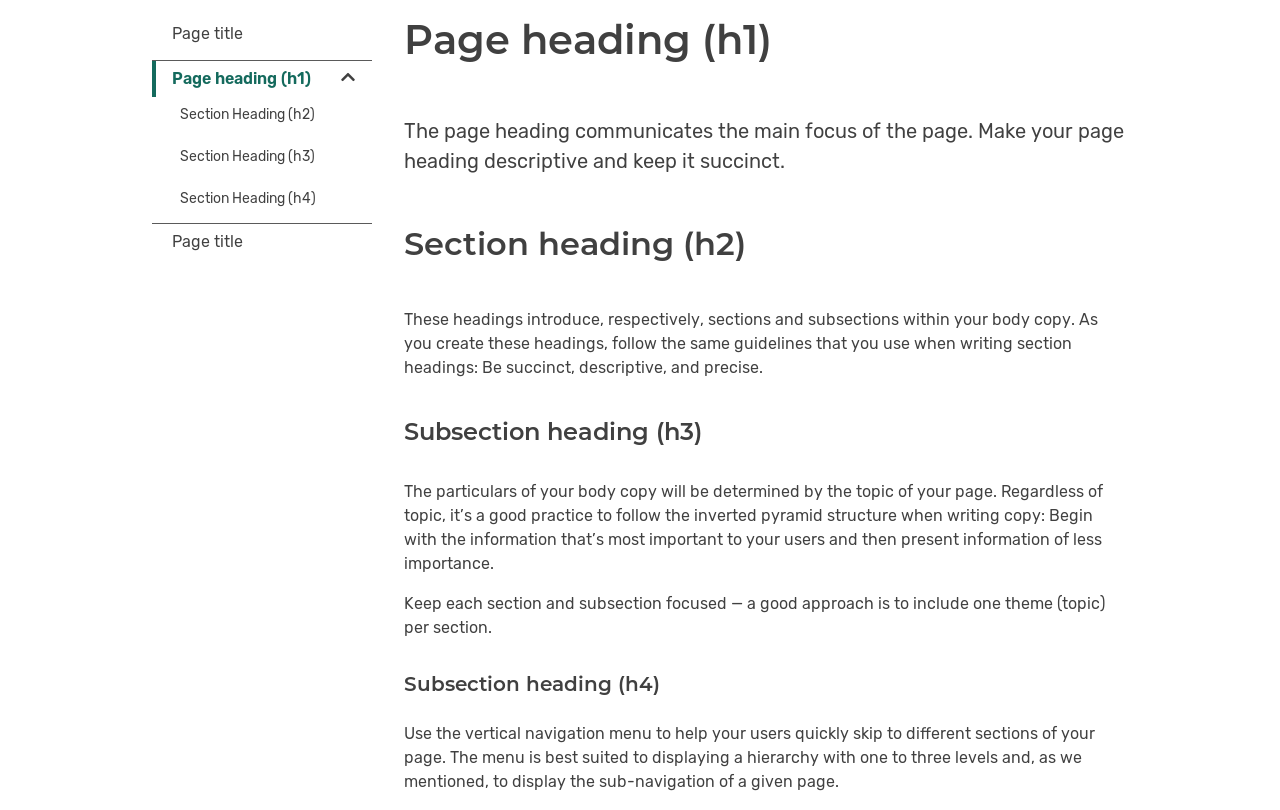 Page title
Page heading (h1)
Section Heading (h2)
Section Heading (h3)
Section Heading (h4)
Page title
Page heading (h1)
The page heading communicates the main focus of the page. Make your page
heading descriptive and keep it succinct.
Section heading (h2)
These headings introduce, respectively, sections and subsections within your body copy. As
you create these headings, follow the same guidelines that you use when writing section
headings: Be succinct, descriptive, and precise.
Subsection heading (h3)
The particulars of your body copy will be determined by the topic of your page. Regardless of
topic, it’s a good practice to follow the inverted pyramid structure when writing copy: Begin
with the information that’s most important to your users and then present information of less
importance.
Keep each section and subsection focused — a good approach is to include one theme (topic)
per section.
Subsection heading (h4)
Use the vertical navigation menu to help your users quickly skip to different sections of your
page. The menu is best suited to displaying a hierarchy with one to three levels and, as we
mentioned, to display the sub-navigation of a given page.